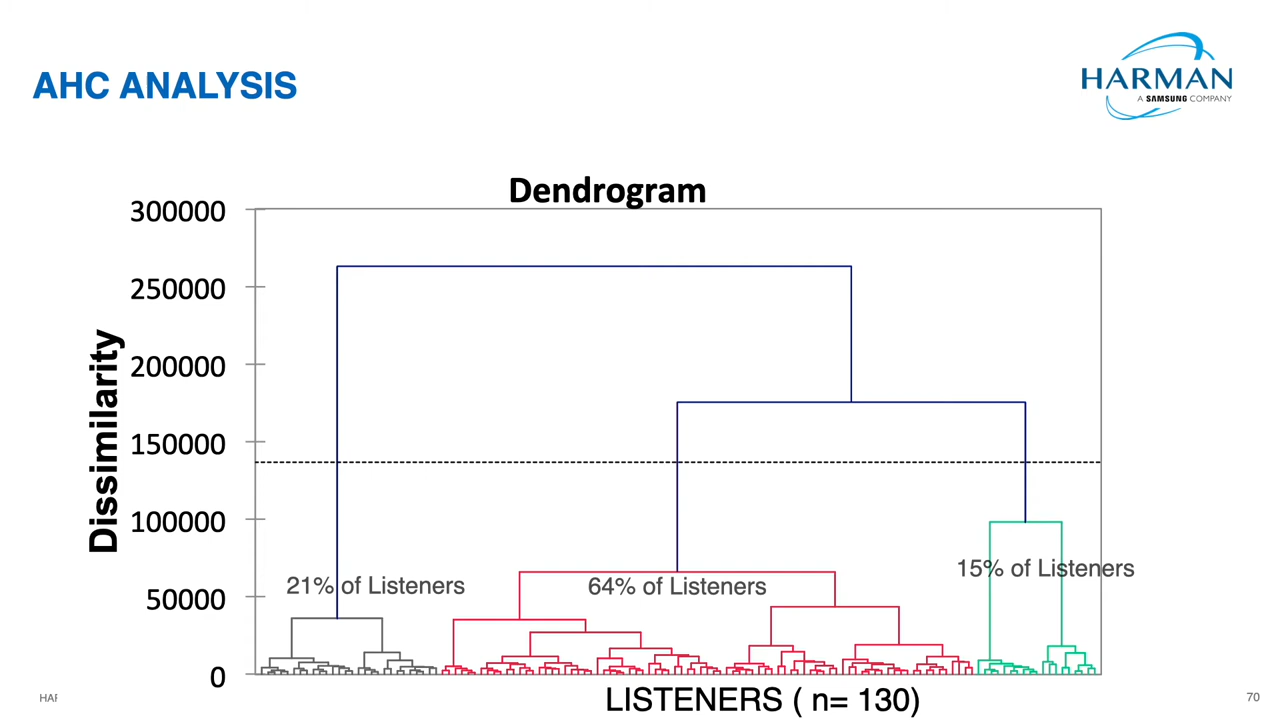 AHC ANALYSIS
HARMAN
A SAMSUNG COMPANY
Dendrogram
300000
250000
200000
150000
100000
50000
0
Dissimilarity
21% of Listeners
64% of Listeners
15% of Listeners
LISTENERS ( n= 130)
HAR
70